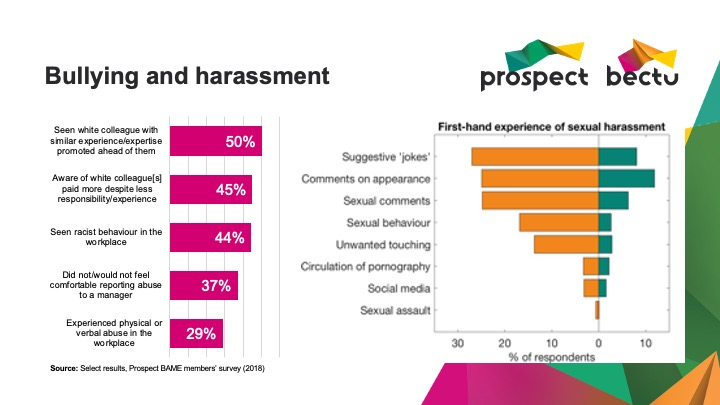 Bullying and harassment
prospect bectu
Seen white colleague with
similar experience/expertise
promoted ahead of them
50%
Aware of white colleague[s]
paid more despite less
responsibility/experience
45%
Seen racist behaviour in the
workplace
44%
Did not/would not feel
comfortable reporting abuse
to a manager
37%
Experienced physical or
verbal abuse in the
workplace
29%
Source: Select results, Prospect BAME members' survey (2018)
First-hand experience of sexual harassment
Suggestive 'jokes'
Comments on appearance
Sexual comments
Sexual behaviour
Unwanted touching
Circulation of pornography
Social media
Sexual assault
30 20 10 0 10
% of respondents